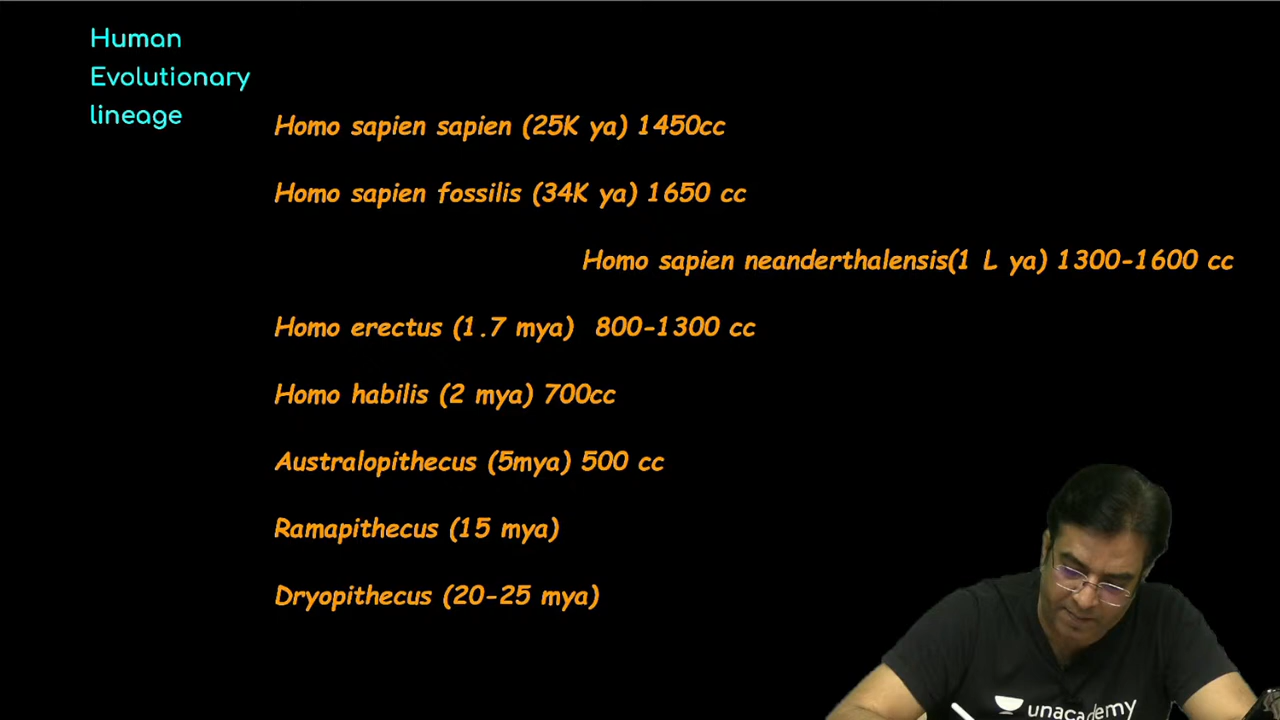 Human
Evolutionary
lineage
Homo sapien sapien (25K ya) 1450cc
Homo sapien fossilis (34K ya) 1650 cc
Homo sapien neanderthalensis(1 L ya) 1300-1600 cc
Homo erectus (1.7 mya) 800-1300 cc
Homo habilis (2 mya) 700cc
Australopithecus (5mya) 500 cc
Ramapithecus (15 mya)
Dryopithecus (20-25 mya)
unacademy